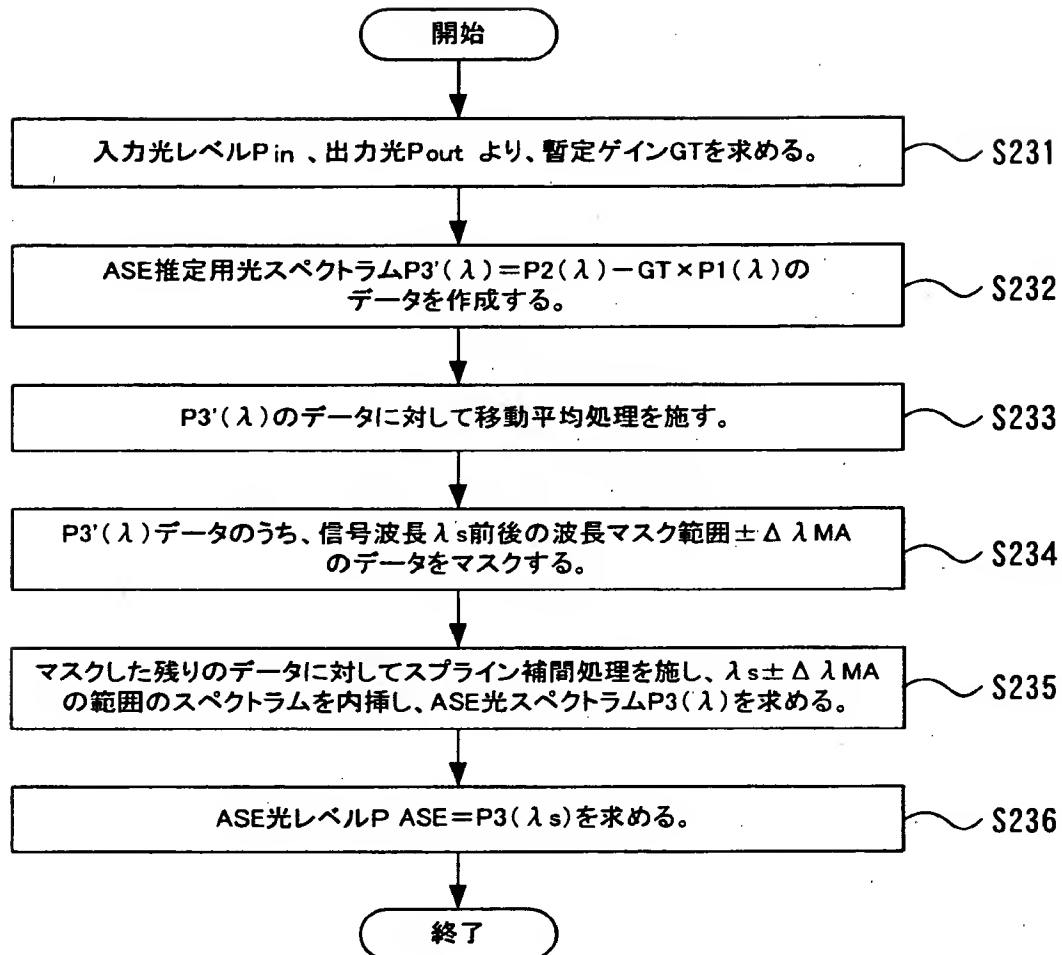 開始
入力光レベルPin 、出力光Pout より、暫定ゲインGTを求める。
S231
ASE推定用光スペクトラムP3'(λ)=P2(λ)-GT×P1(λ)の
データを作成する。
S232
P3'(λ)のデータに対して移動平均処理を施す。
S233
P3'(λ)データのうち、信号波長λs前後の波長マスク範囲±ΔλMA
のデータをマスクする。
S234
マスクした残りのデータに対してスプライン補間処理を施し、λs±ΔλMA
の範囲のスペクトラムを内挿し、ASE光スペクトラムP3(λ)を求める。
S235
ASE光レベルP ASE=P3(λs)を求める。
S236
終了